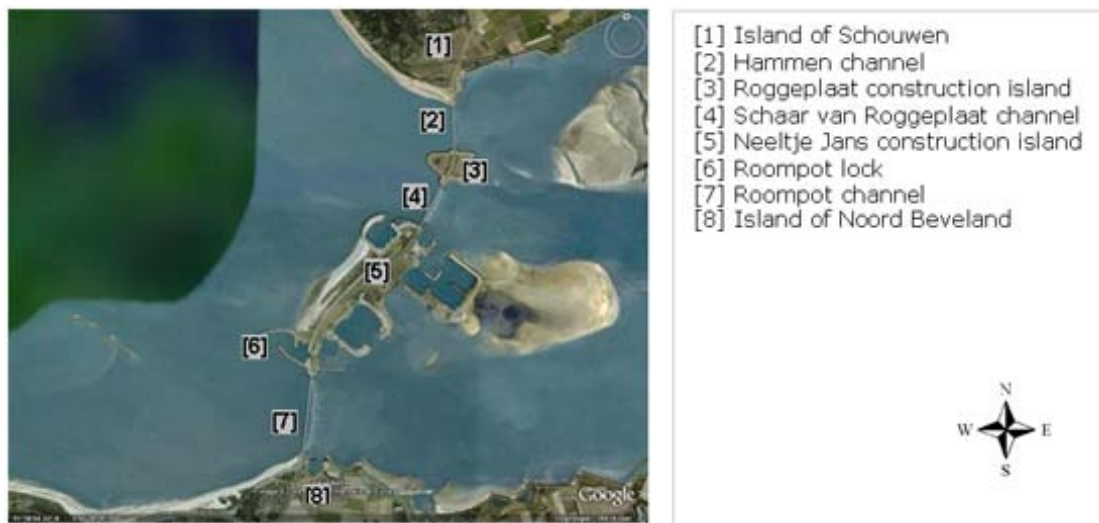 [1]
[2]
[3]
[4]
[5]
[6]
[7]
[8]
Google
[1] Island of Schouwen
[2] Hammen channel
[3] Roggeplaat construction island
[4] Schaar van Roggeplaat channel
[5] Neeltje Jans construction island
[6] Roompot lock
[7] Roompot channel
[8] Island of Noord Beveland
N
W E
S